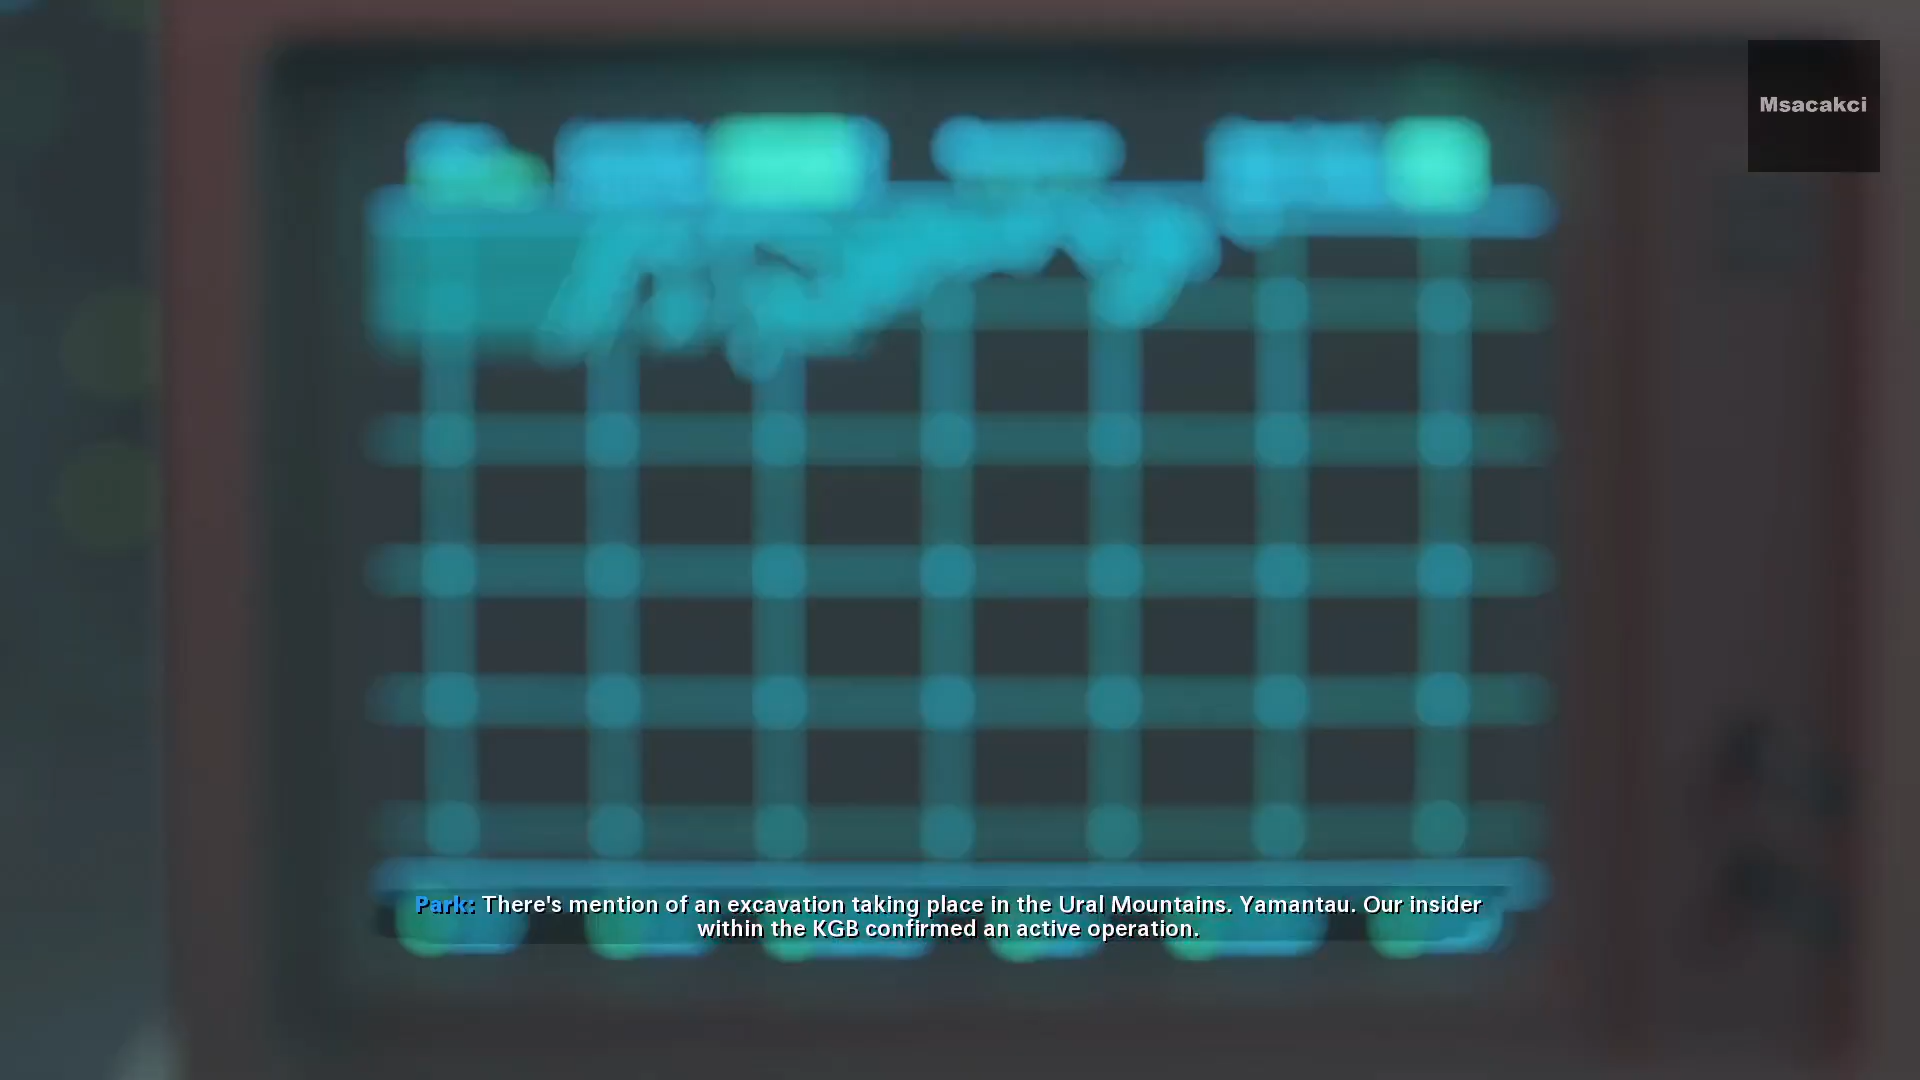 Msacakci
Park: There's mention of an excavation taking place in the Ural Mountains. Yamantau. Our insider
within the KGB confirmed an active operation.